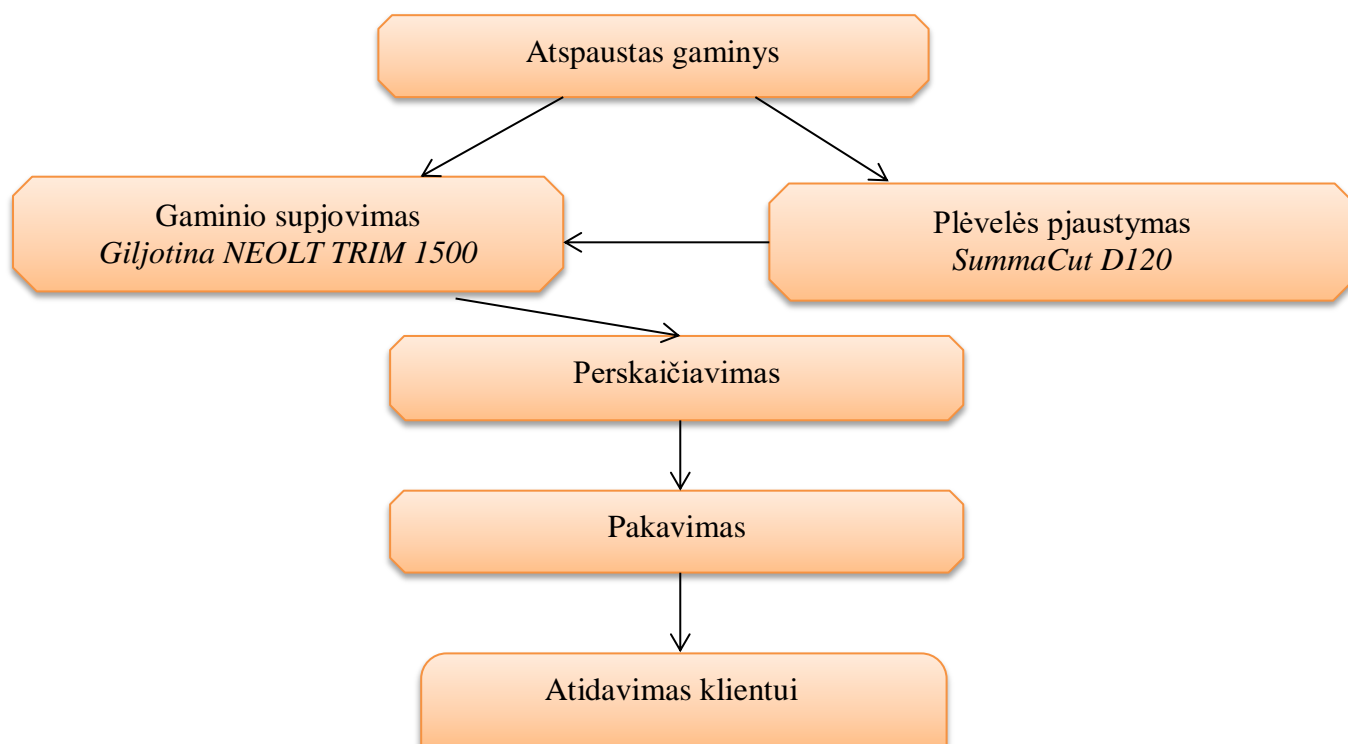 Atspaustas gaminys
Gaminio supjovimas
Giljotina NEOLT TRIM 1500
Plėvelės pjaustymas
SummaCut D120
Perskaičiavimas
Pakavimas
Atidavimas klientui